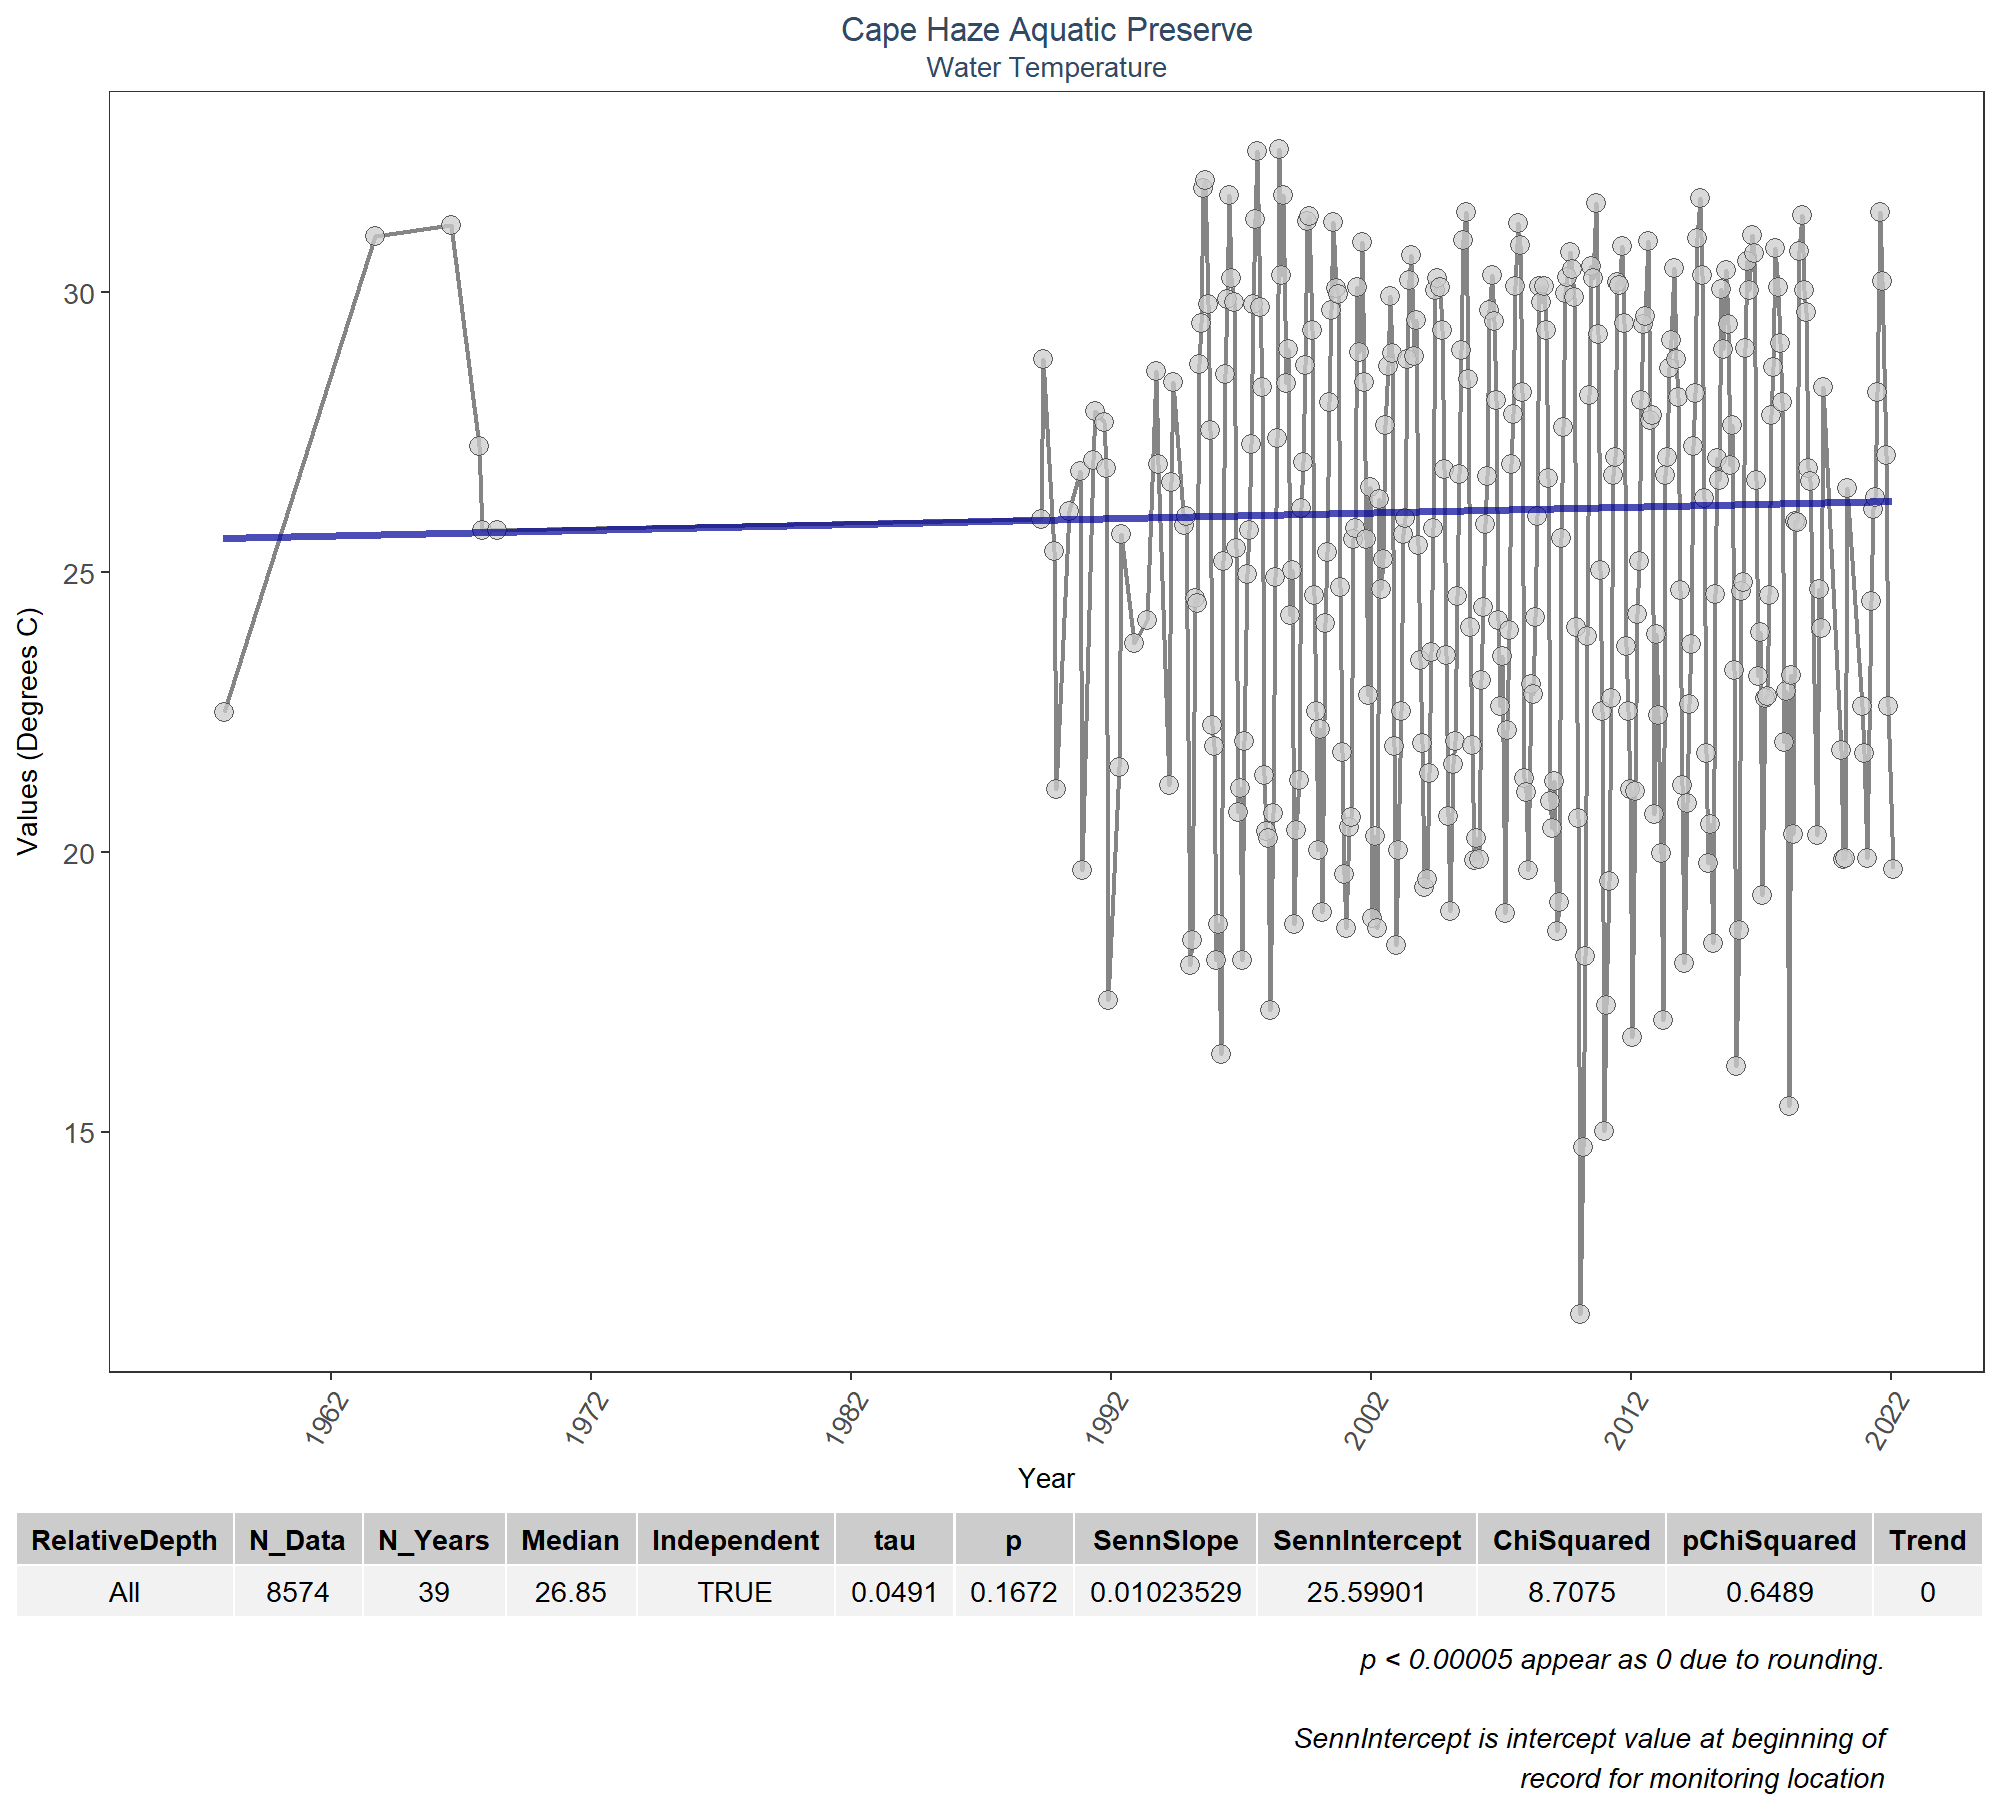 Cape Haze Aquatic Preserve
Water Temperature
Values (Degrees C)
30
25
20
15
1962 1972 1982 1992 2002 2012 2022
Year
RelativeDepth N_Data N_Years Median Independent tau p SennSlope SennIntercept ChiSquared pChiSquared Trend
All 8574 39 26.85 TRUE 0.0491 0.1672 0.01023529 25.59901 8.7075 0.6489 0
p < 0.00005 appear as 0 due to rounding.
SennIntercept is intercept value at beginning of
record for monitoring location